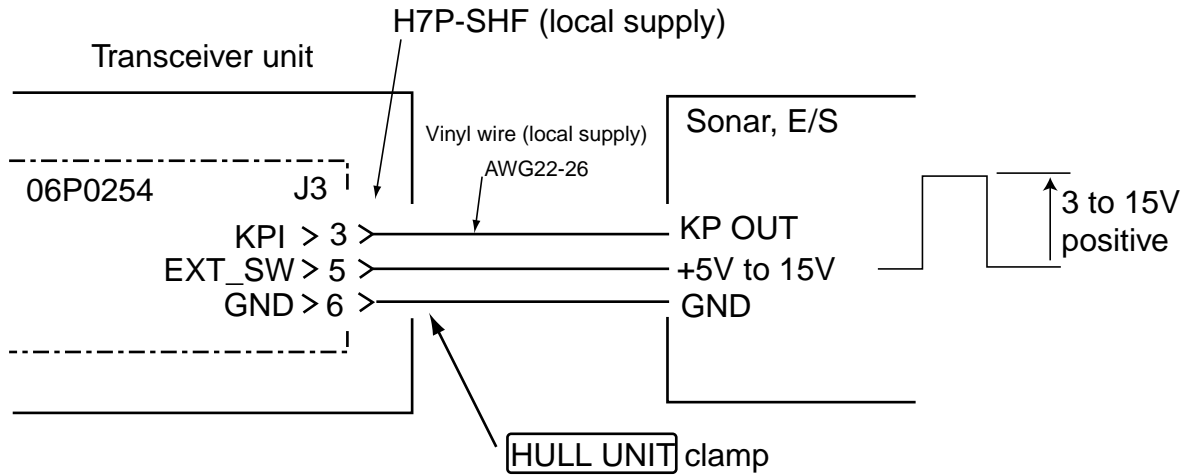 H7P-SHF (local supply)
Transceiver unit
Sonar, E/S
Vinyl wire (local supply)
AWG22-26
06P0254
J3
KPI > 3 >
KP OUT
EXT_SW > 5 >
+5V to 15V
GND > 6 >
GND
3 to 15V
positive
HULL UNIT clamp